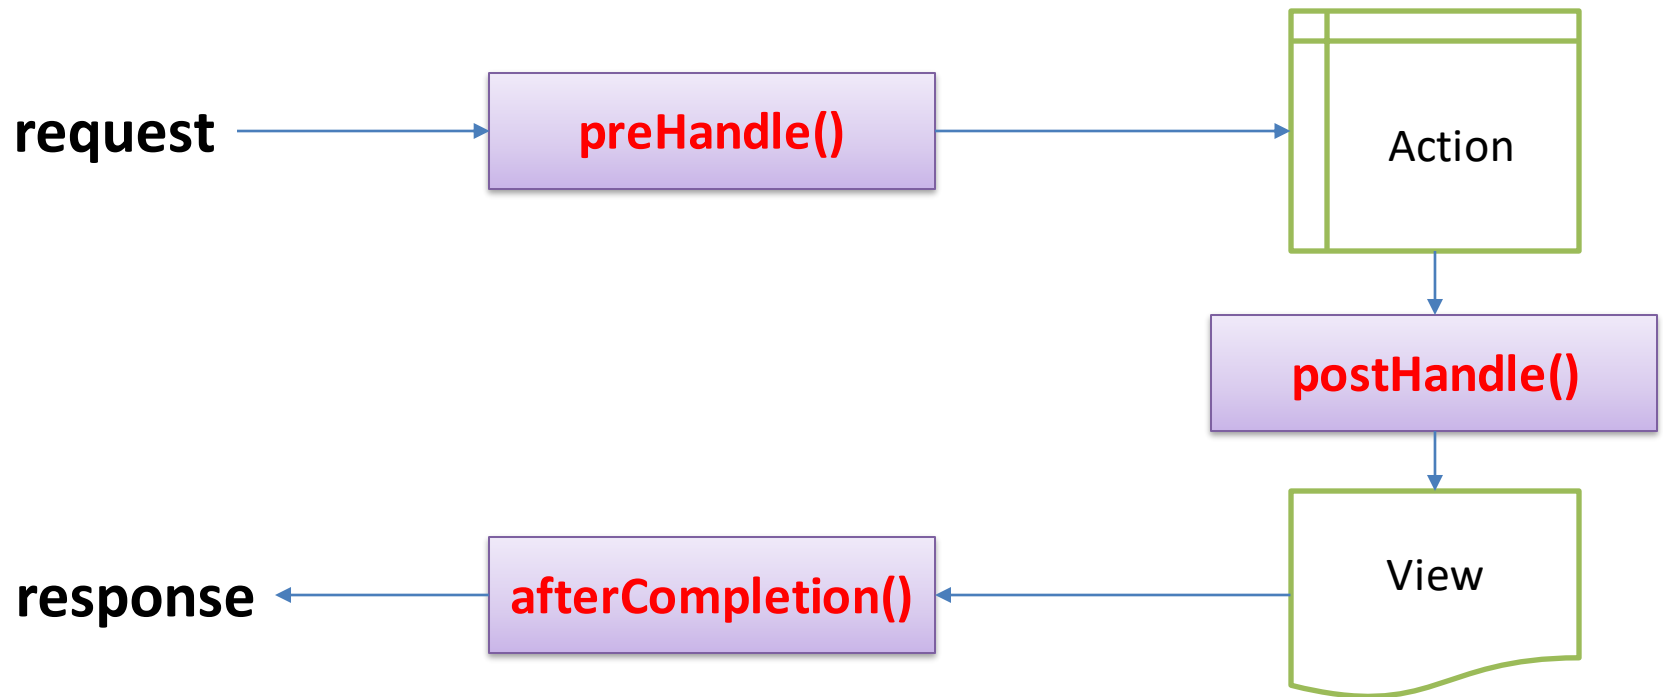 request
preHandle()
Action
postHandle()
View
afterCompletion()
response